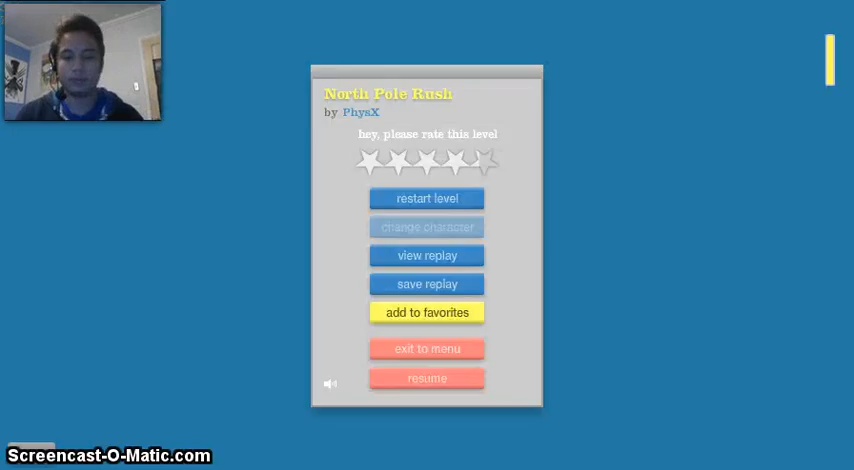 North Pole Rush
by PhysX
hey, please rate this level
restart level
change character
view replay
save replay
add to favorites
exit to menu
resume
Screencast-O-Matic.com